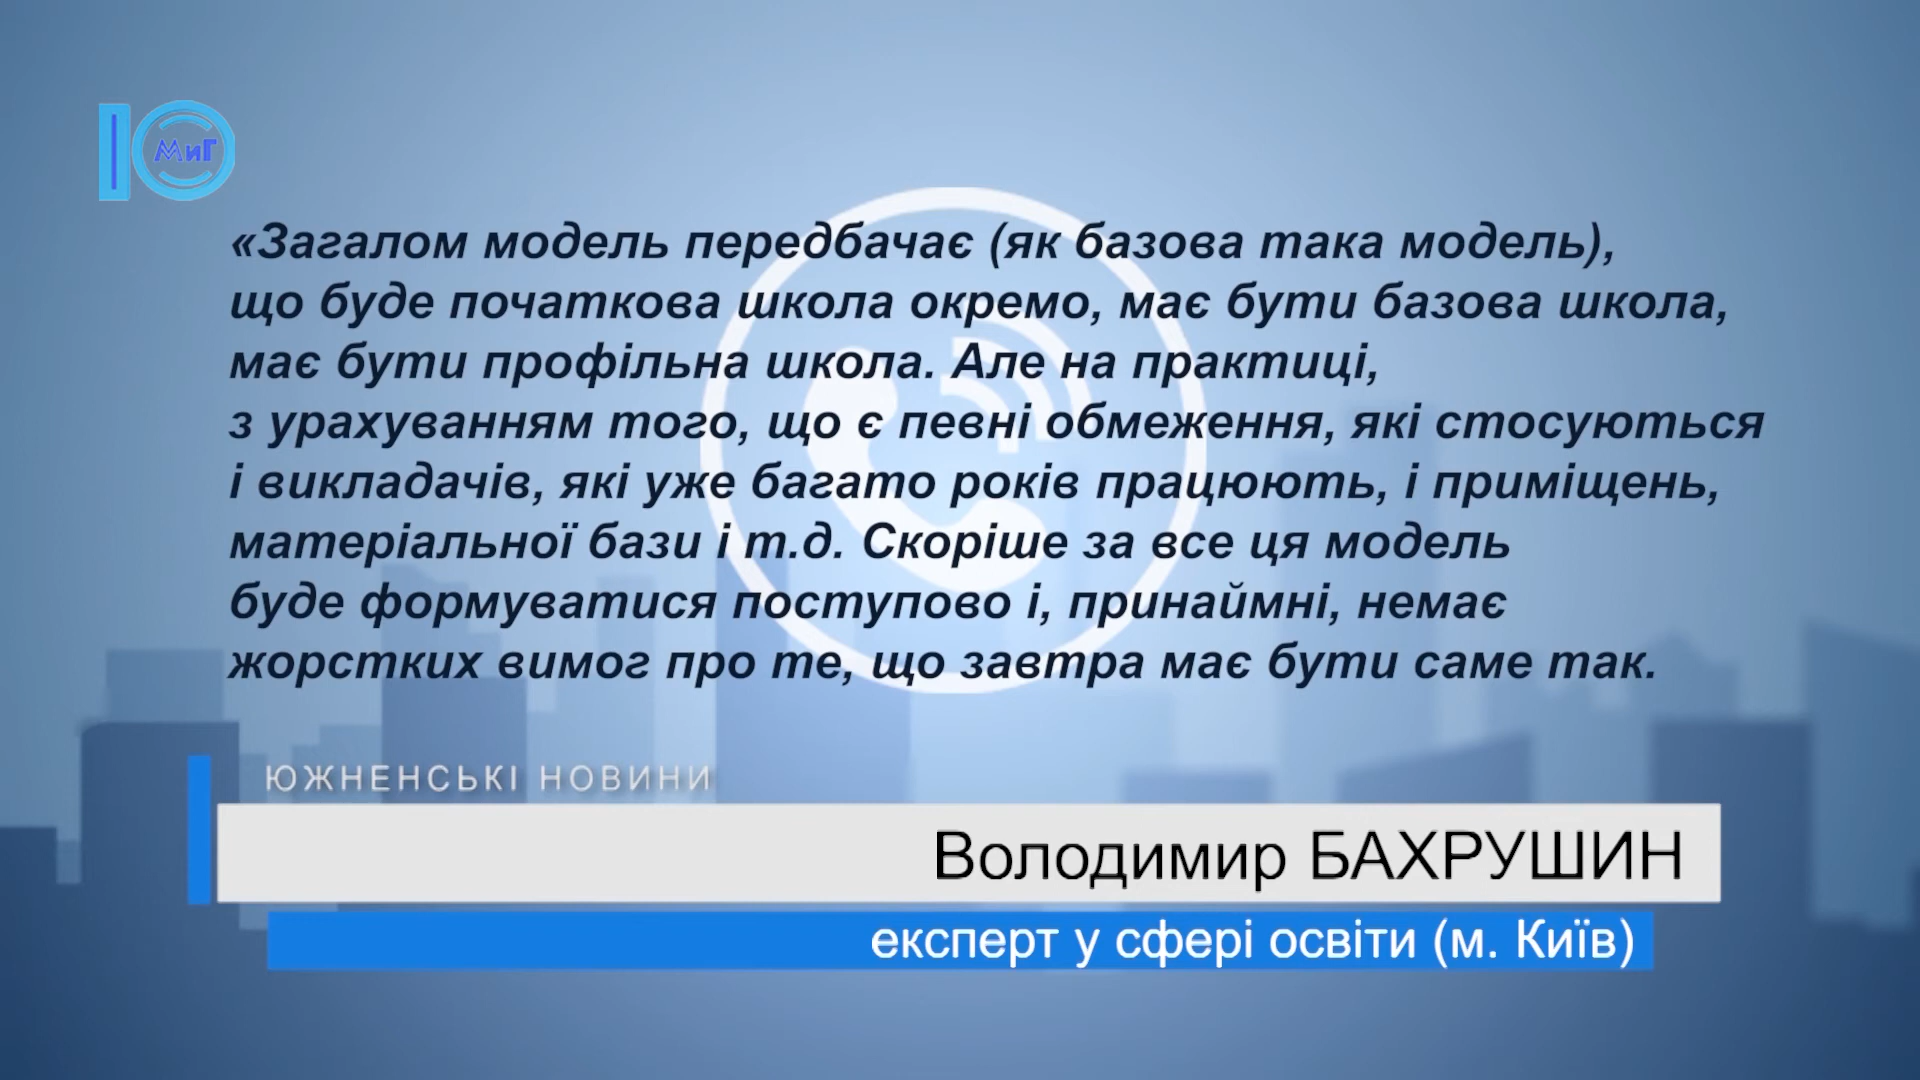 Ю
МиГ
«Загалом модель передбачає (як базова така модель),
що буде початкова школа окремо, має бути базова школа,
має бути профільна школа. Але на практиці,
з урахуванням того, що є певні обмеження, які стосуються
і викладачів, які уже багато років працюють, і приміщень,
матеріальної бази і т.д. Скоріше за все ця модель
буде формуватися поступово і, принаймні, немає
жорстких вимог про те, що завтра має бути саме так.
ЮЖНЕНСЬКІ НОВИНИ
Володимир БАХРУШИН
експерт у сфері освіти (м. Київ)